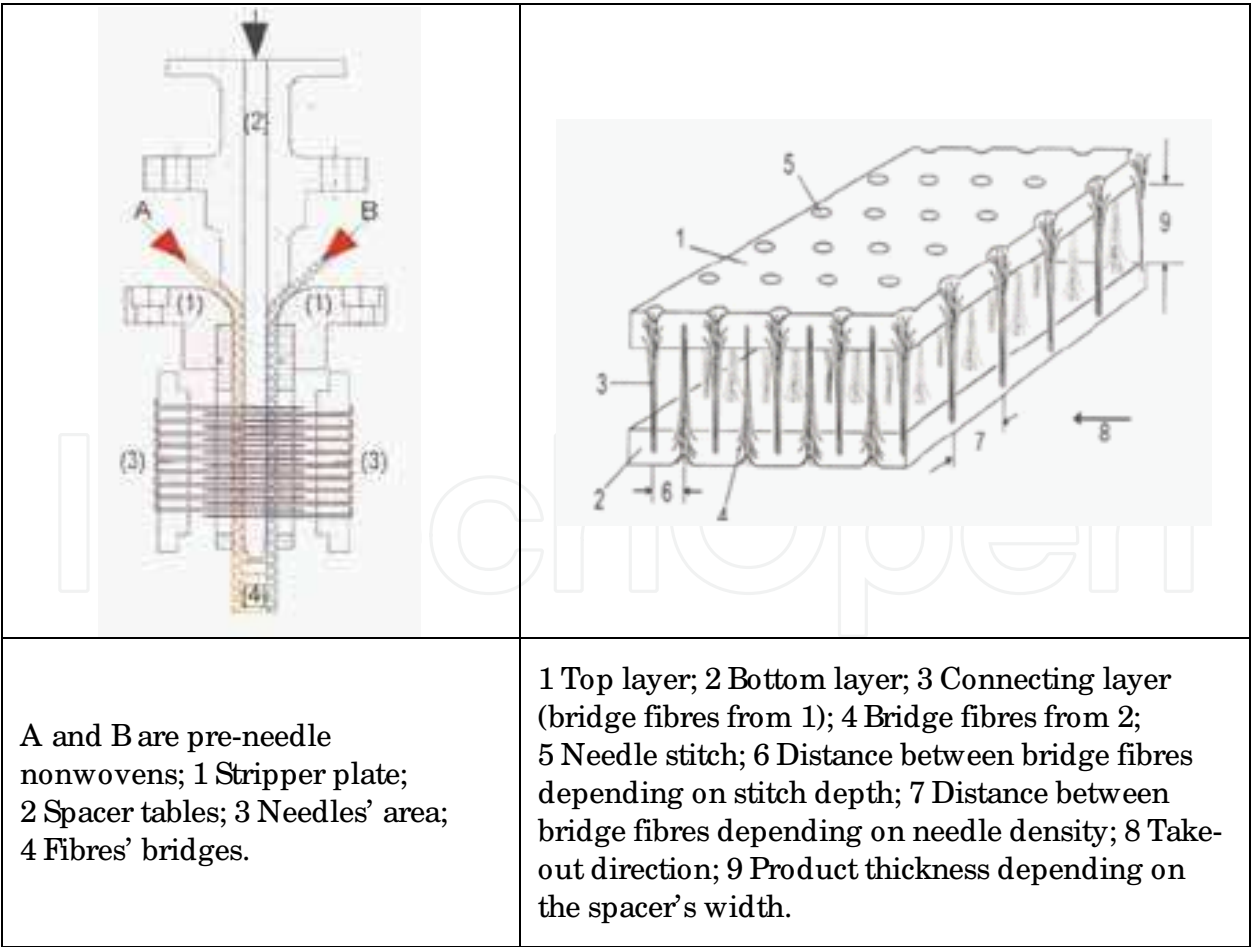 (2)
A
B
(1)
(1)
(3)
(3)
(4)
5
1
9
3
8
7
2
6
4
A and B are pre-needle
nonwovens; 1 Stripper plate;
2 Spacer tables; 3 Needles’ area;
4 Fibres’ bridges.
1 Top layer; 2 Bottom layer; 3 Connecting layer
(bridge fibres from 1); 4 Bridge fibres from 2;
5 Needle stitch; 6 Distance between bridge fibres
depending on stitch depth; 7 Distance between
bridge fibres depending on needle density; 8 Take-
out direction; 9 Product thickness depending on
the spacer’s width.